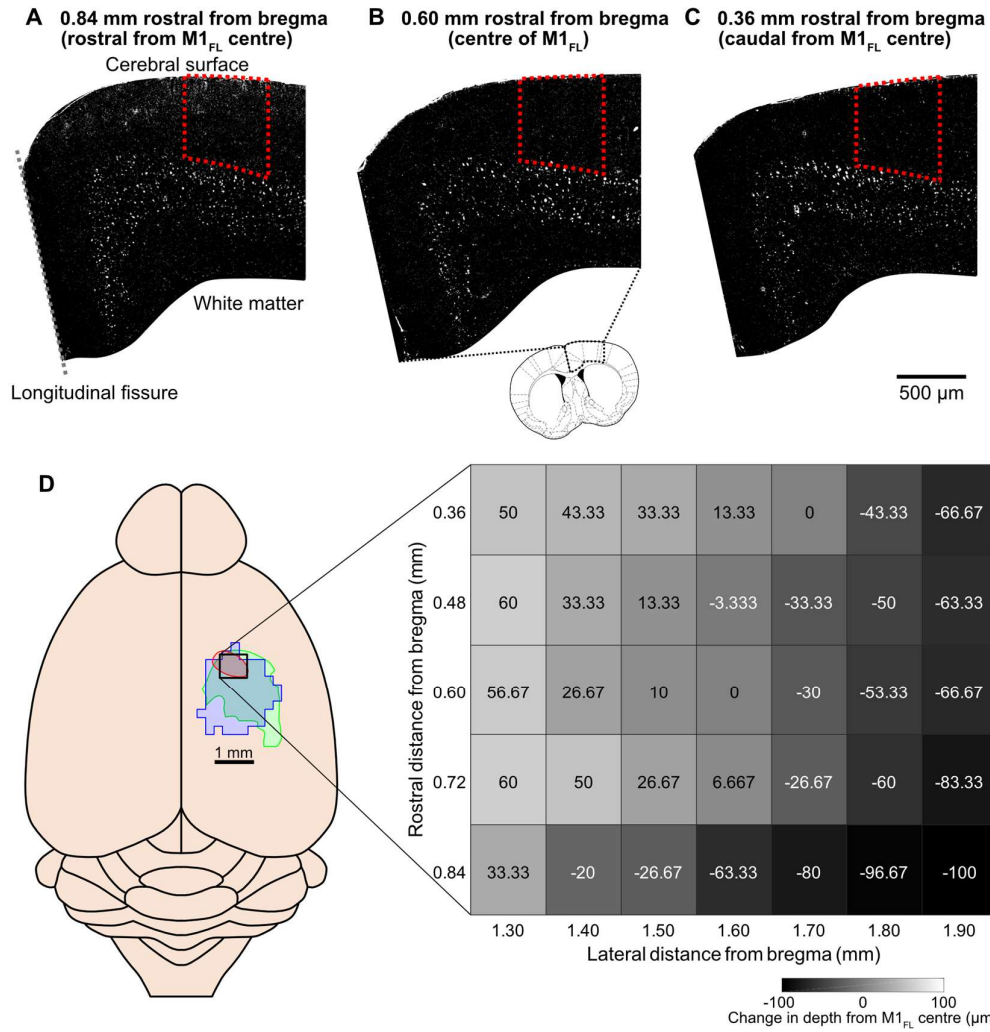 A 0.84 mm rostral from bregma
(rostral from M1FL centre)
B 0.60 mm rostral from bregma
(centre of M1FL)
C 0.36 mm rostral from bregma
(caudal from M1FL centre)
Cerebral surface
White matter
Longitudinal fissure
500 µm
D
1 mm
Rostral distance from bregma (mm)
0.36 50 43.33 33.33 13.33 0 -43.33 -66.67
0.48 60 33.33 13.33 -3.333 -33.33 -50 -63.33
0.60 56.67 26.67 10 0 -30 -53.33 -66.67
0.72 60 50 26.67 6.667 -26.67 -60 -83.33
0.84 33.33 -20 -26.67 -63.33 -80 -96.67 -100
1.30 1.40 1.50 1.60 1.70 1.80 1.90
Lateral distance from bregma (mm)
-100 0 100
Change in depth from M1FL centre (µm